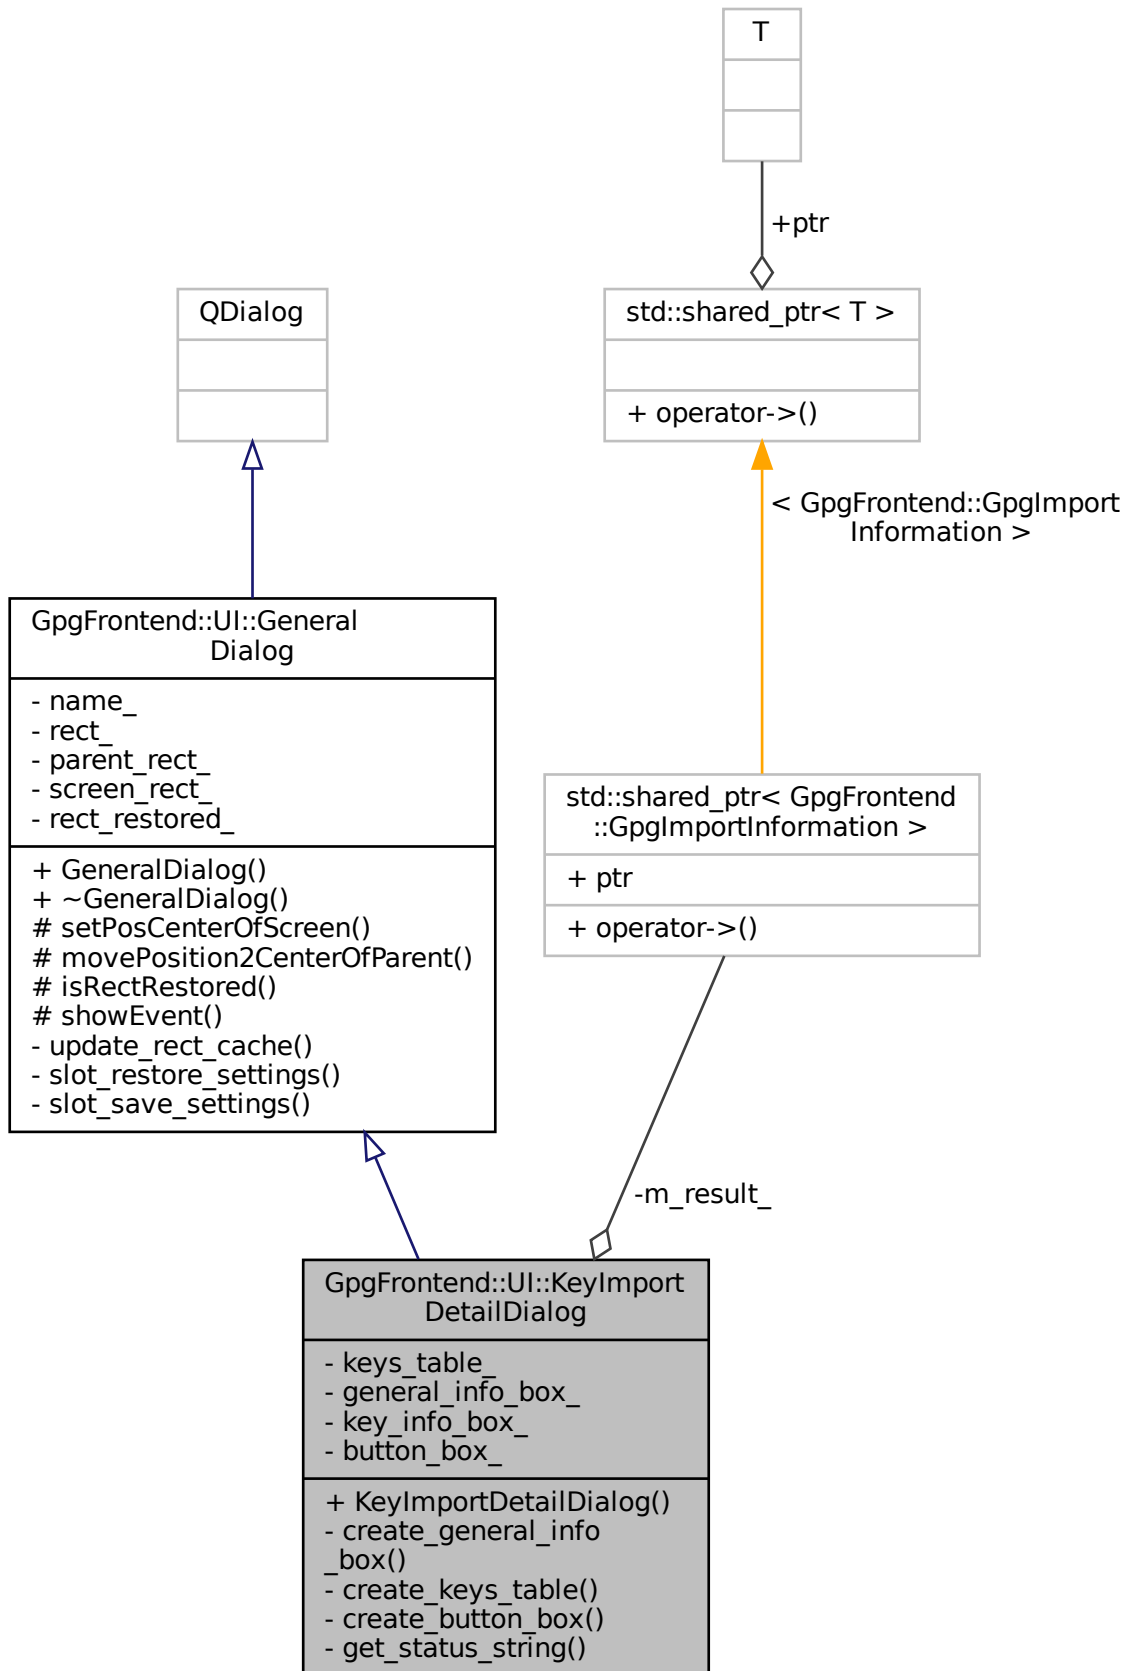 T
+ptr
QDialog
std::shared_ptr< T >
+ operator->()
< GpgFrontend::GpgImport
Information >
GpgFrontend::UI::General
Dialog
- name_
- rect_
- parent_rect_
- screen_rect_
- rect_restored_
+ GeneralDialog()
+ ~GeneralDialog()
# setPosCenterOfScreen()
# movePosition2CenterOfParent()
# isRectRestored()
# showEvent()
- update_rect_cache()
- slot_restore_settings()
- slot_save_settings()
std::shared_ptr< GpgFrontend
::GpgImportInformation >
+ ptr
+ operator->()
-m_result_
GpgFrontend::UI::KeyImport
DetailDialog
- keys_table_
- general_info_box_
- key_info_box_
- button_box_
+ KeyImportDetailDialog()
- create_general_info
_box()
- create_keys_table()
- create_button_box()
- get_status_string()